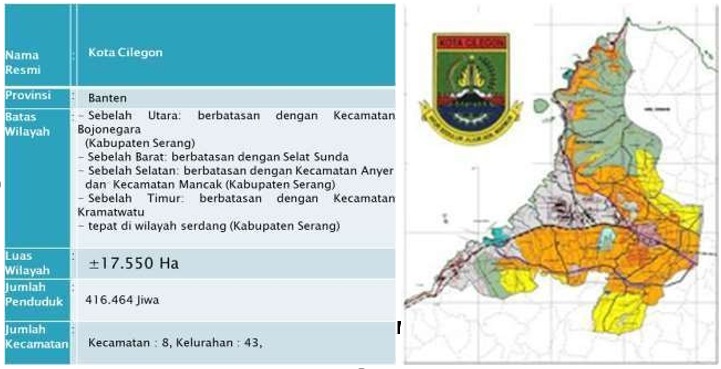 Nama
Resmi
:
Kota Cilegon
Provinsi
:
Banten
Batas
Wilayah
:
- Sebelah Utara: berbatasan dengan Kecamatan
Bojonegara
(Kabupaten Serang)
- Sebelah Barat: berbatasan dengan Selat Sunda
- Sebelah Selatan: berbatasan dengan Kecamatan Anyer
dan Kecamatan Mancak (Kabupaten Serang)
- Sebelah Timur: berbatasan dengan Kecamatan
Kramatwatu
- tepat di wilayah serdang (Kabupaten Serang)
Luas
Wilayah
:
±17.550 Ha
Jumlah
Penduduk
:
416.464 Jiwa
Jumlah
Kecamatan
:
Kecamatan : 8, Kelurahan : 43,
KOTA CILEGON